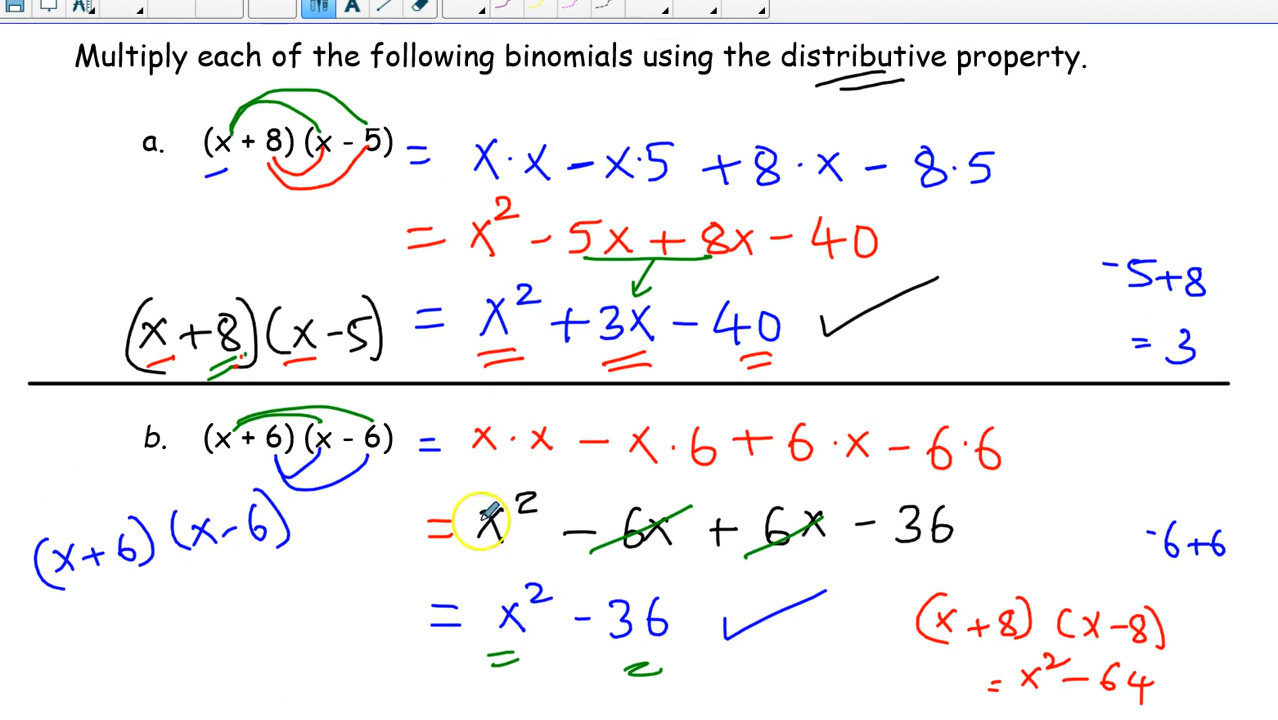 Multiply each of the following binomials using the distributive property.
a. (x + 8) (x - 5) = x · x - x · 5 + 8 · x - 8 · 5
= x² - 5x + 8x - 40
-5+8
(x + 8) (x - 5) = x² + 3x - 40
= 3
b. (x + 6) (x - 6) = x · x - x · 6 + 6 · x - 6 · 6
= x² - 6x + 6x - 36
(x + 6) (x - 6)
-6+6
= x² - 36
(x + 8) (x - 8)
= x² - 64